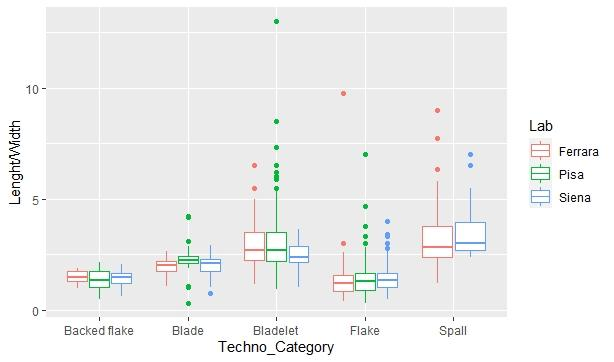 10
5
0
Lenght/Width
Backed flake Blade Bladelet Flake Spall
Techno_Category
Lab
Ferrara
Pisa
Siena